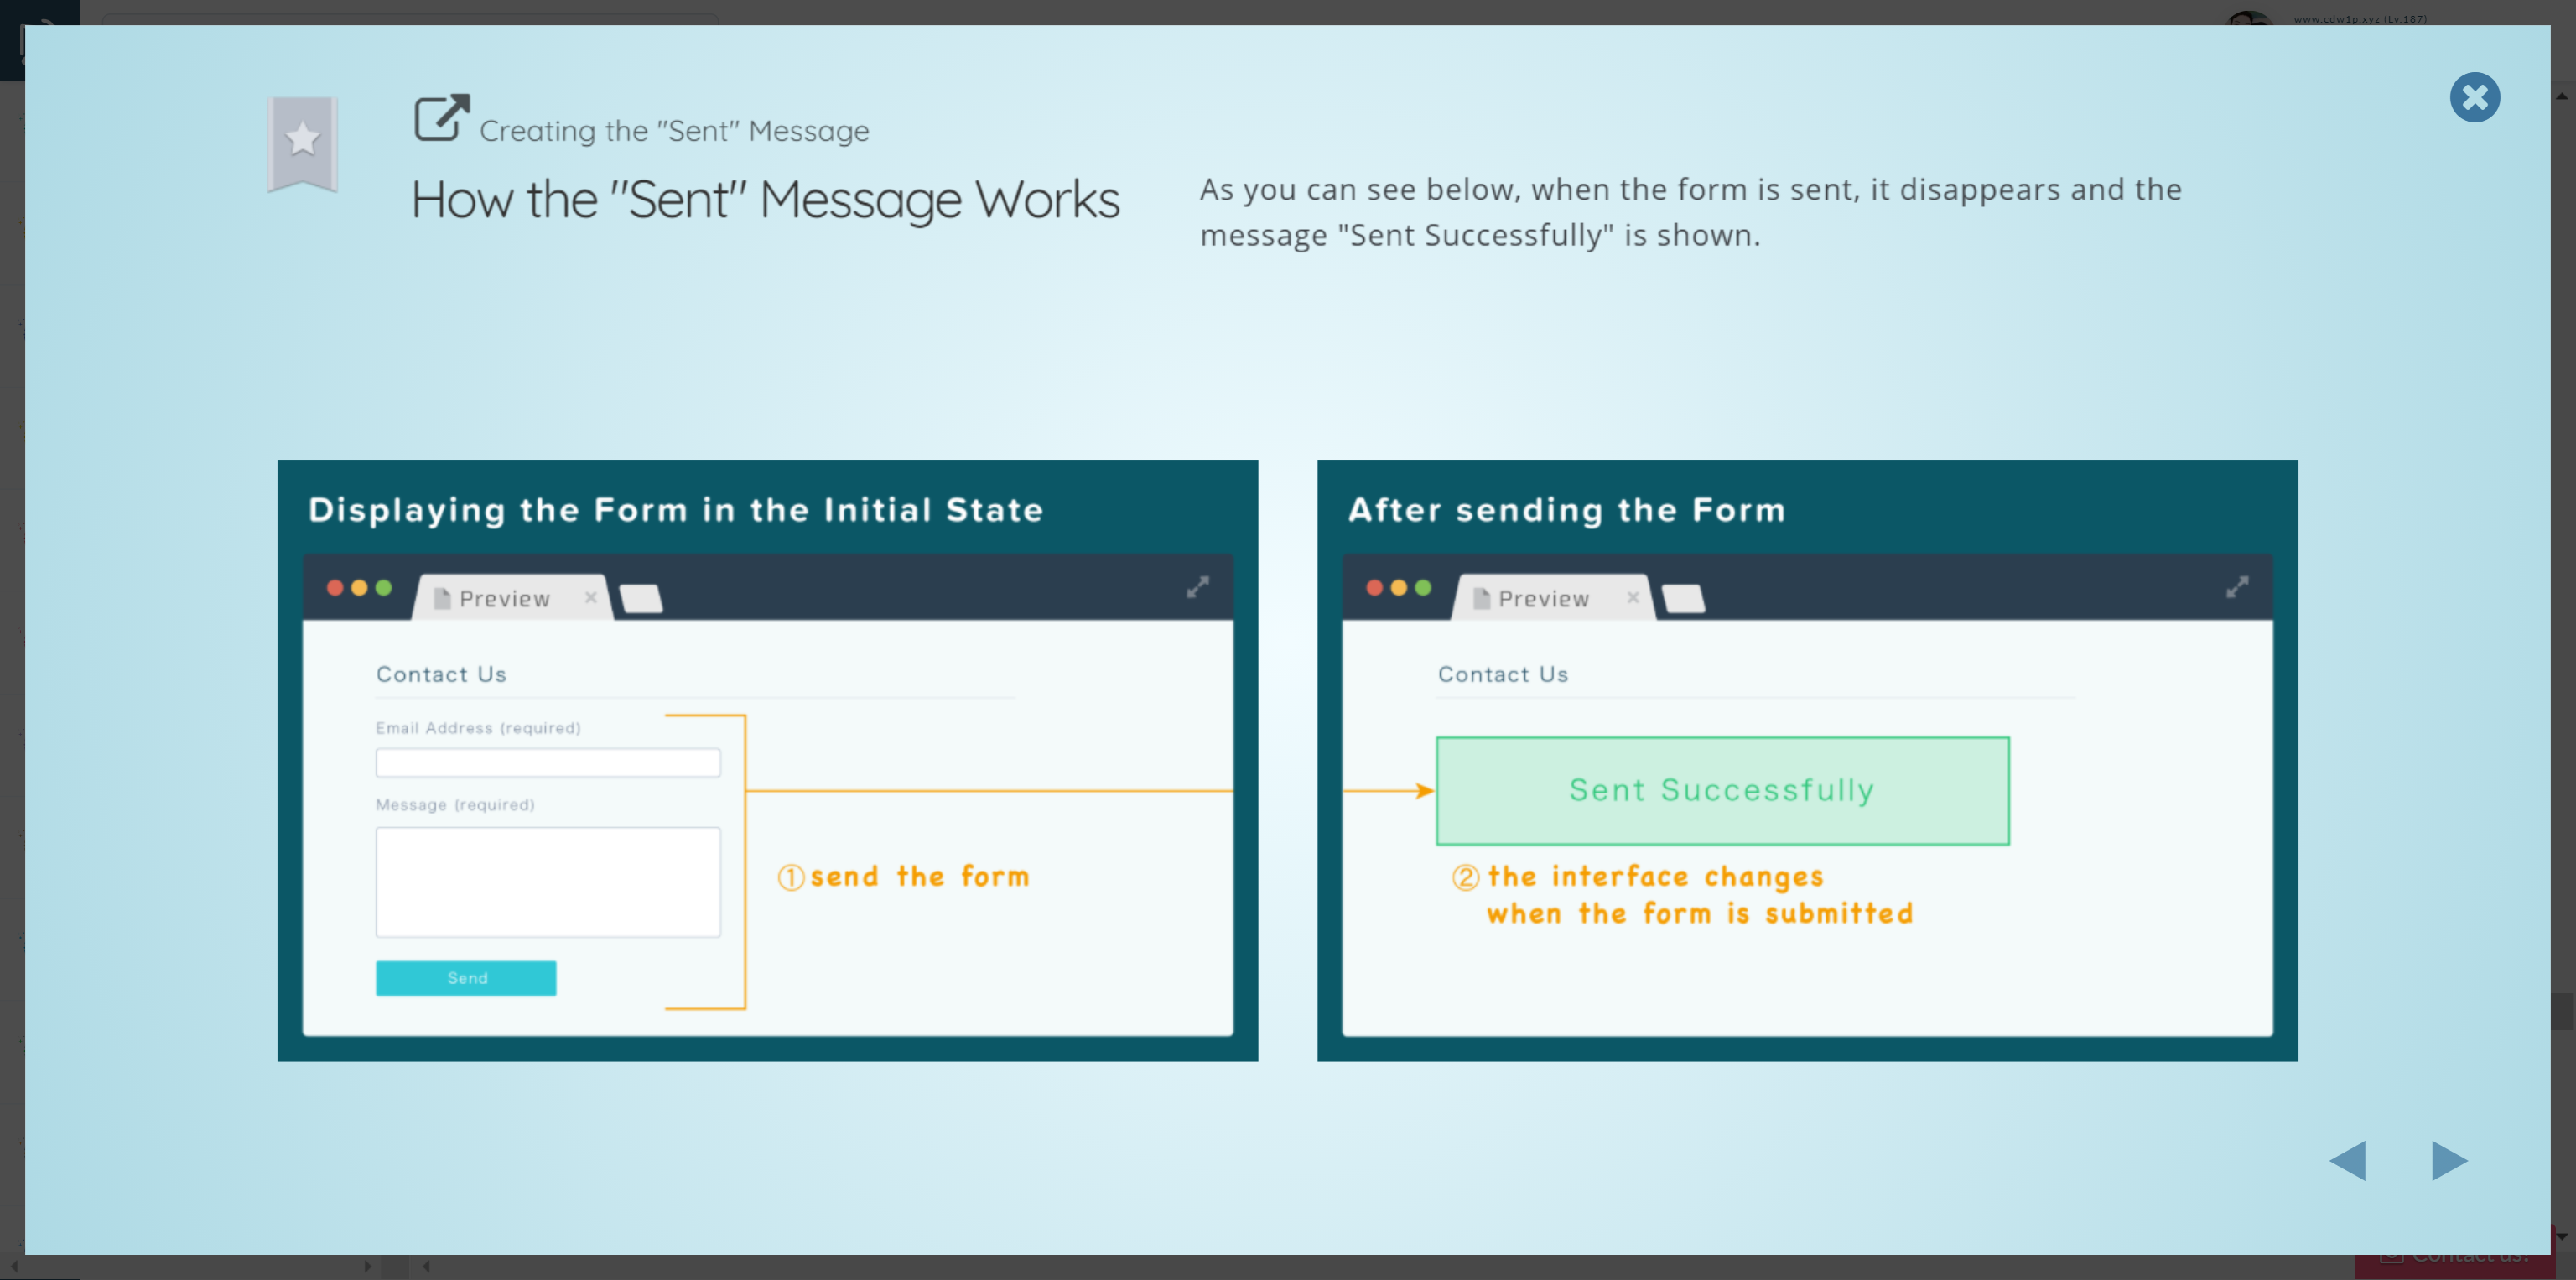 www.cdw1p.xyz (Lv.187)
Creating the "Sent" Message
How the "Sent" Message Works
As you can see below, when the form is sent, it disappears and the
message "Sent Successfully" is shown.
Displaying the Form in the Initial State
Preview
Contact Us
Email Address (required)
Message (required)
Send
①send the form
After sending the Form
Preview
Contact Us
Sent Successfully
②the interface changes
when the form is submitted
Contact us!